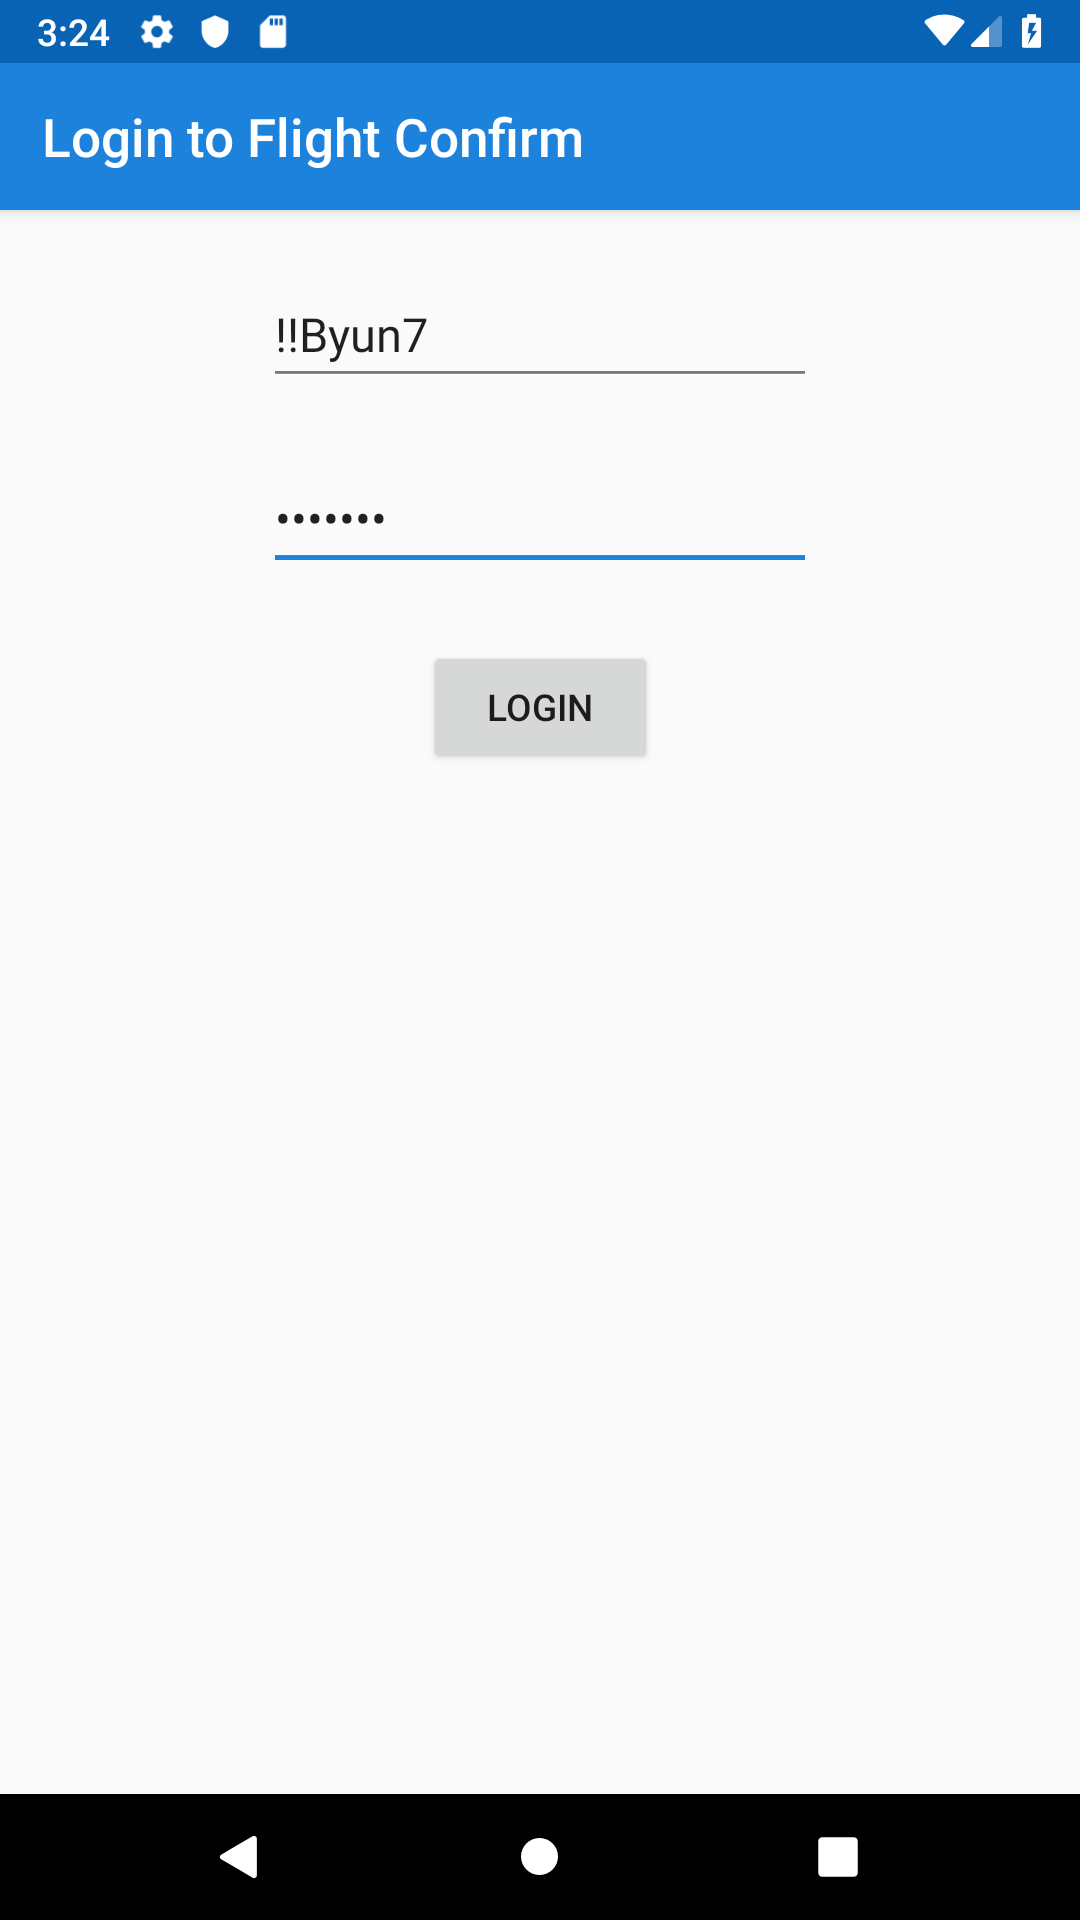 3:24
Login to Flight Confirm
!!Byun7
•••••••
LOGIN